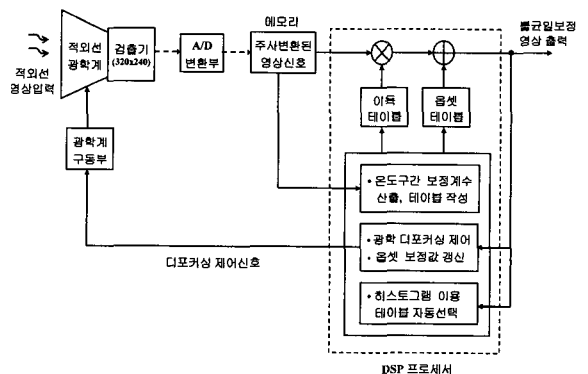 적외선
영상입력
적외선
광학계
검출기
(320x240)
A/D
변환부
메모리
주사변환된
영상신호
불균일보정
영상 출력
이득
테이블
옵셋
테이블
광학계
구동부
• 온도구간 보정계수
산출, 테이블 작성
• 광학 디포커싱 제어
• 옵셋 보정값 갱신
디포커싱 제어신호
• 히스토그램 이용
테이블 자동선택
DSP 프로세서